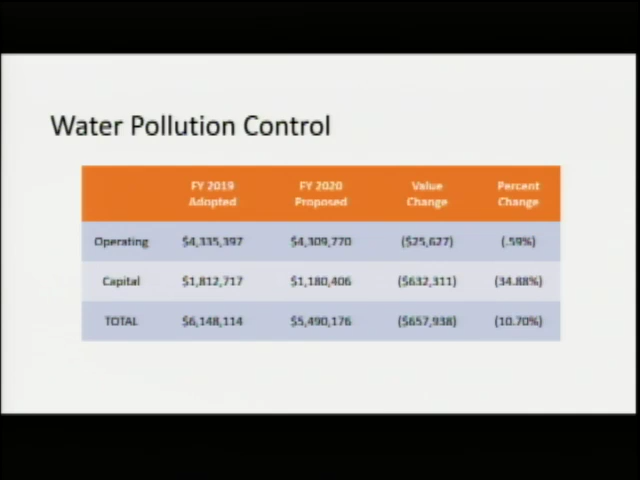 Water Pollution Control
FY 2019 Adopted FY 2020 Proposed Value Change Percent Change
Operating $4,335,397 $4,309,770 ($25,627) (.59%)
Capital $1,812,717 $1,180,406 ($632,311) (34.88%)
TOTAL $6,148,114 $5,490,176 ($657,938) (10.70%)